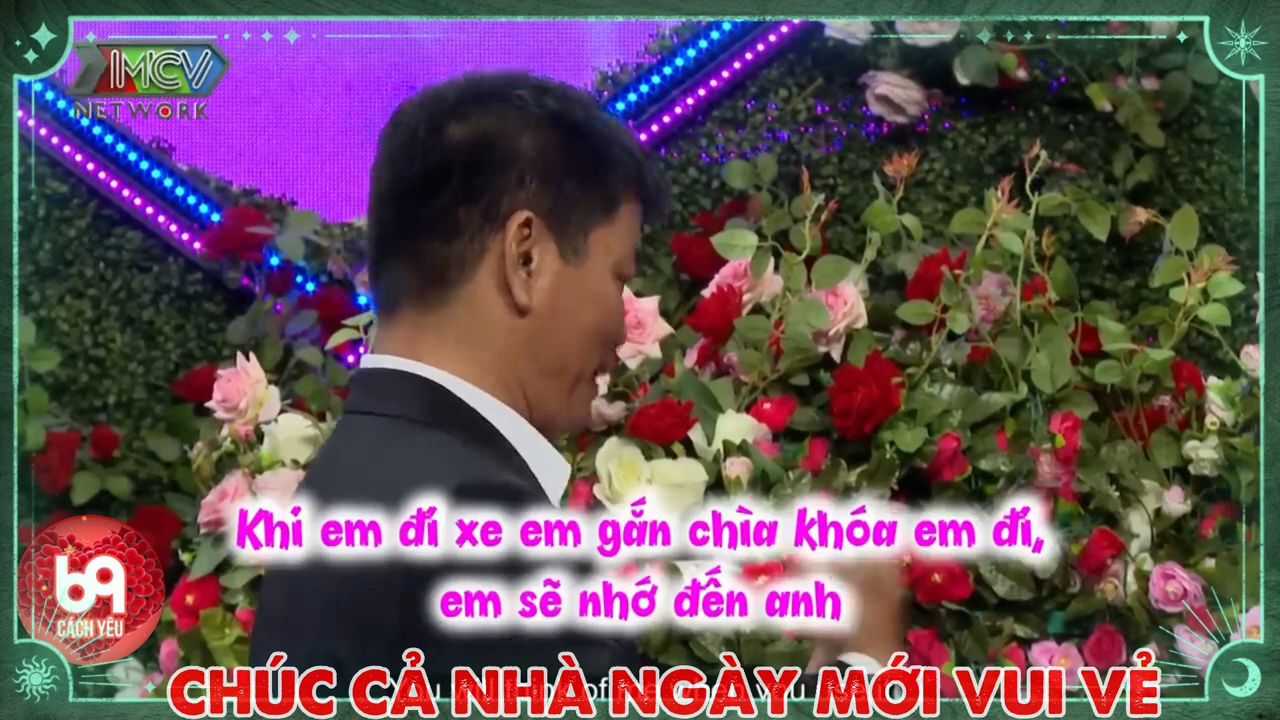 MCV
NETWORK
Khi em đi xe em gắn chìa khóa em đi,
em sẽ nhớ đến anh
69
CÁCH YÊU
CHÚC CẢ NHÀ NGÀY MỚI VUI VẺ